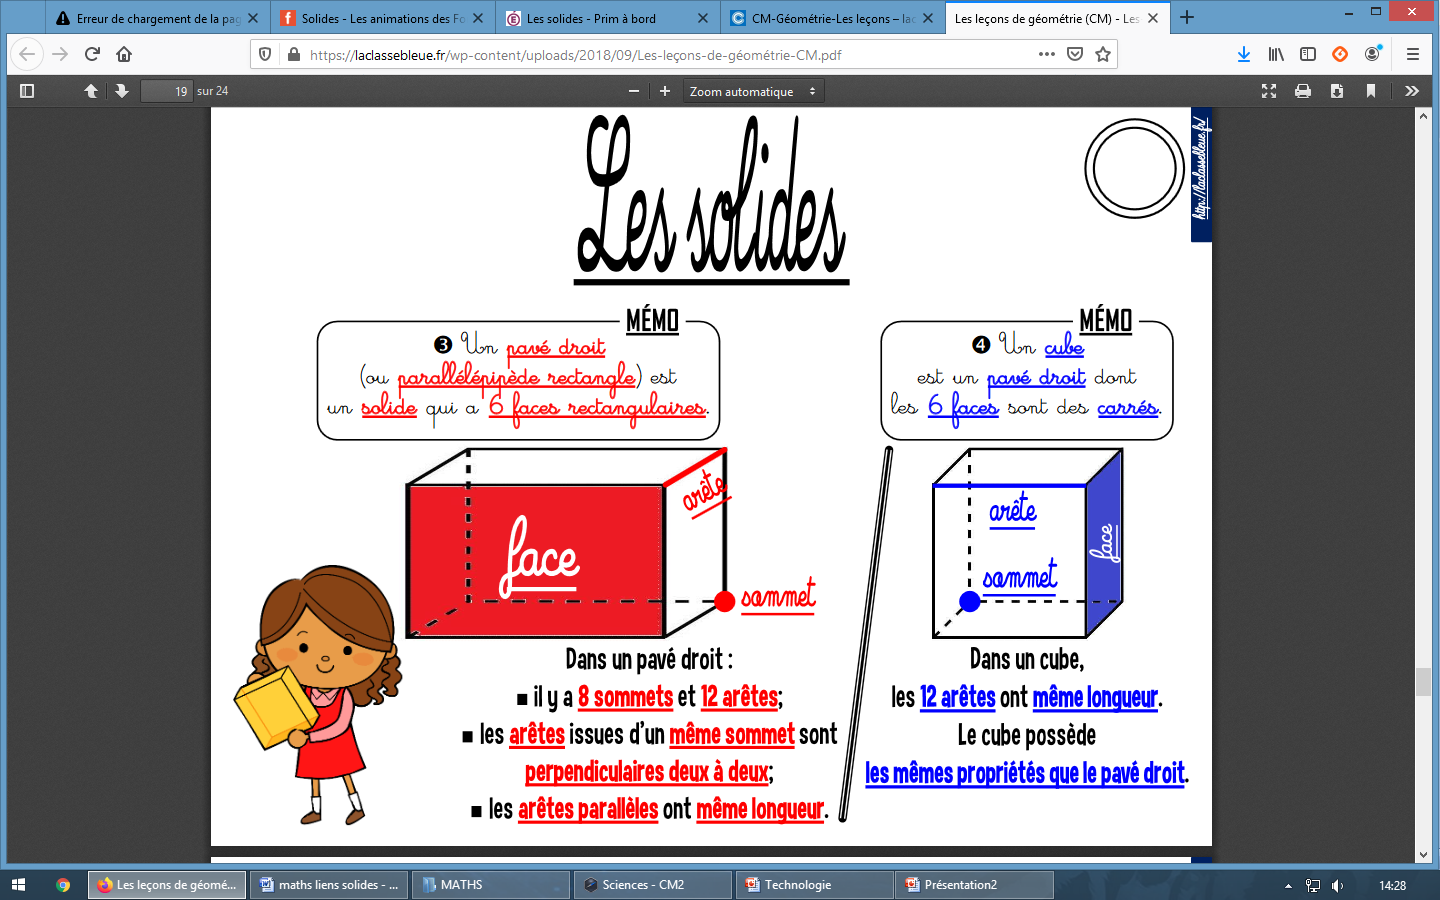 Erreur de chargement de la pag
Solides - Les animations des Fo
Les solides - Prim à bord
CM-Géométrie-Les leçons – lac
Les leçons de géométrie (CM) - Les
https://laclassebleue.fr/wp-content/uploads/2018/09/Les-leçons-de-géométrie-CM.pdf
19 sur 24
Zoom automatique
Les solides
http://laclassebleue.fr/
MÉMO
❸ Un pavé droit
(ou parallélépipède rectangle) est
un solide qui a 6 faces rectangulaires.
arête
face
sommet
Dans un pavé droit :
▪ il y a 8 sommets et 12 arêtes;
▪ les arêtes issues d'un même sommet sont
perpendiculaires deux à deux;
▪ les arêtes parallèles ont même longueur.
MÉMO
❹ Un cube
est un pavé droit dont
les 6 faces sont des carrés.
arête
face
sommet
Dans un cube,
les 12 arêtes ont même longueur.
Le cube possède
les mêmes propriétés que le pavé droit.
Les leçons de géomé...
maths liens solides - ...
MATHS
Sciences - CM2
Technologie
Présentation2
14:28